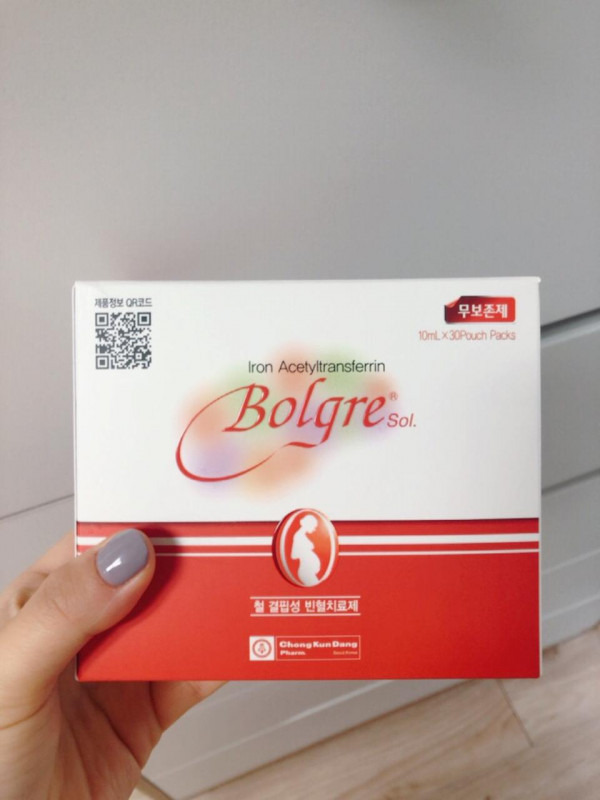 제품정보 QR코드
무보존제
10mL×30Pouch Packs
Iron Acetyltransferrin
Bolgre® Sol.
철 결핍성 빈혈치료제
Chong Kun Dang
Pharm.